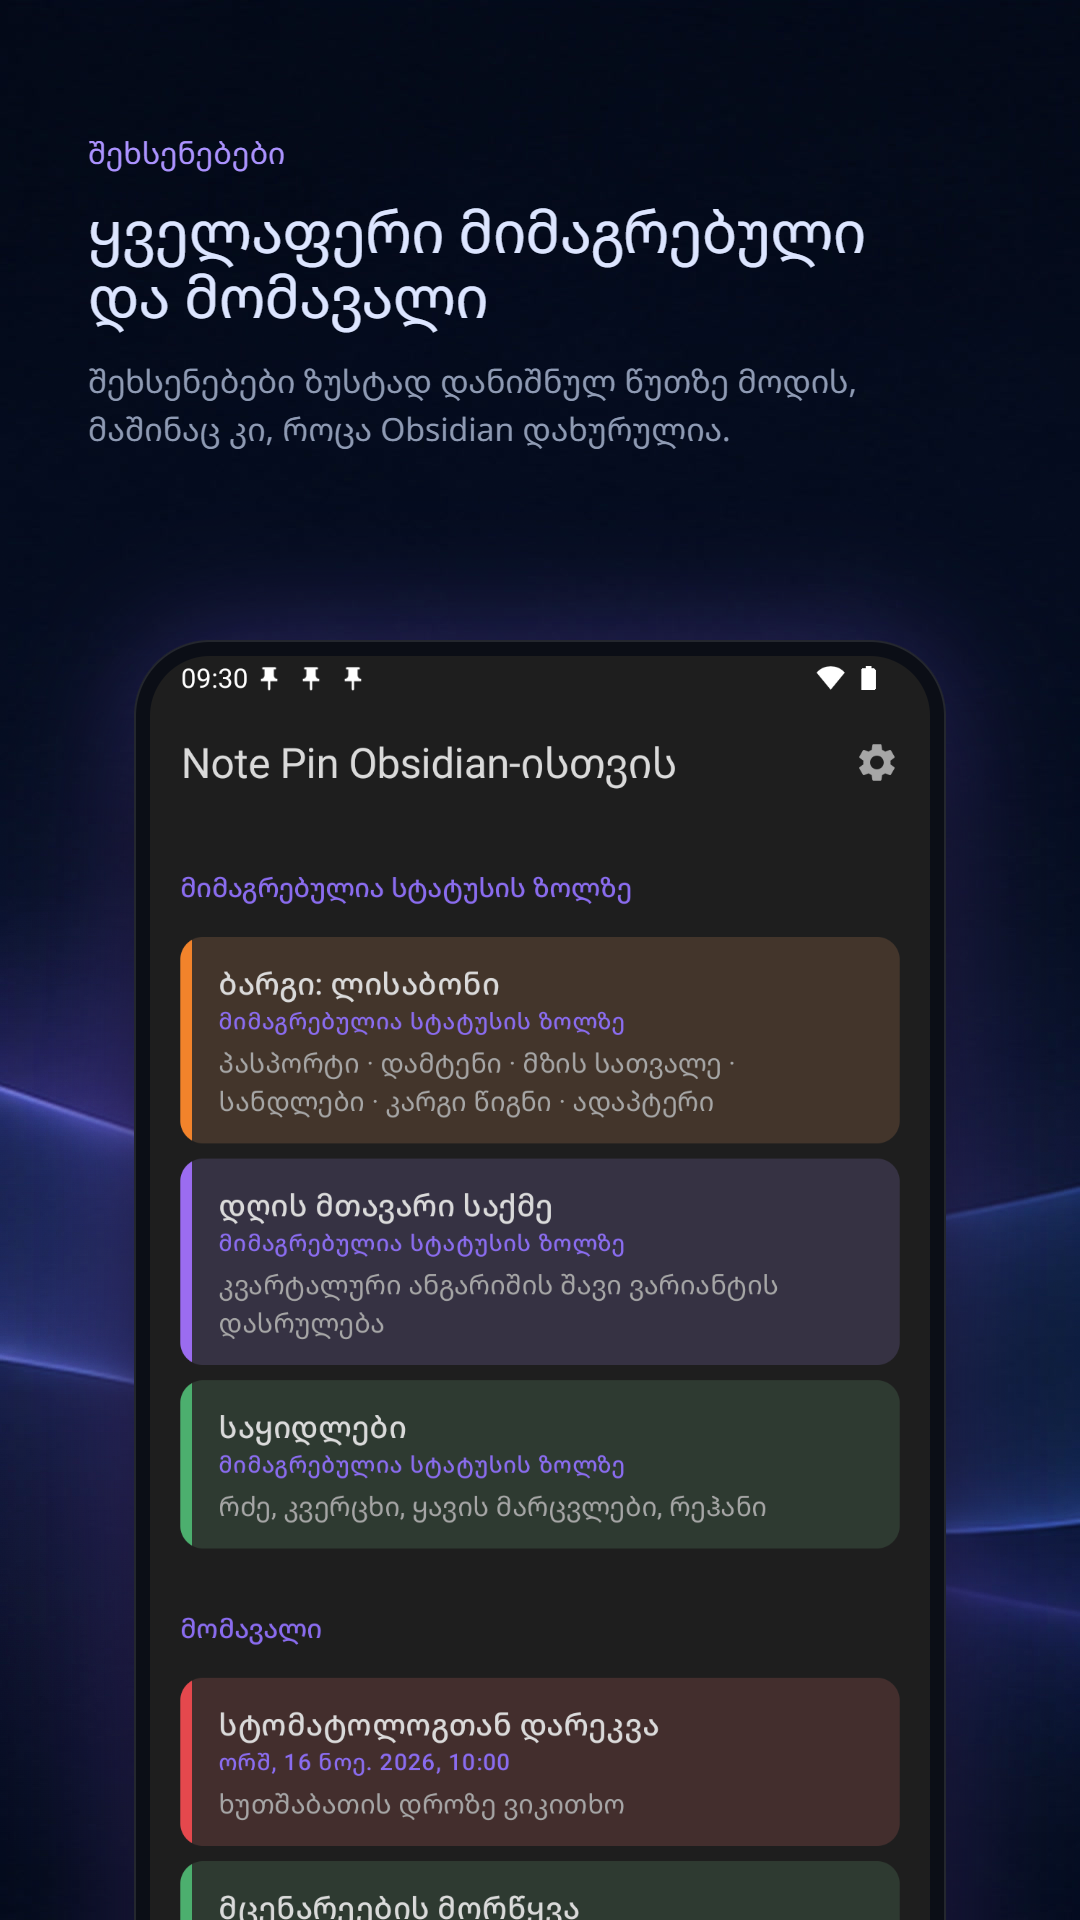 შეხსენებები
ყველაფერი მიმაგრებული
და მომავალი
შეხსენებები ზუსტად დანიშნულ წუთზე მოდის,
მაშინაც კი, როცა Obsidian დახურულია.
09:30
Note Pin Obsidian-ისთვის
მიმაგრებულია სტატუსის ზოლზე
ბარგი: ლისაბონი
მიმაგრებულია სტატუსის ზოლზე
პასპორტი · დამტენი · მზის სათვალე ·
სანდლები · კარგი წიგნი · ადაპტერი
დღის მთავარი საქმე
მიმაგრებულია სტატუსის ზოლზე
კვარტალური ანგარიშის შავი ვარიანტის
დასრულება
საყიდლები
მიმაგრებულია სტატუსის ზოლზე
რძე, კვერცხი, ყავის მარცვლები, რეჰანი
მომავალი
სტომატოლოგთან დარეკვა
ორშ, 16 ნოე. 2026, 10:00
ხუთშაბათის დროზე ვიკითხო
მცენარეების მორწყვა